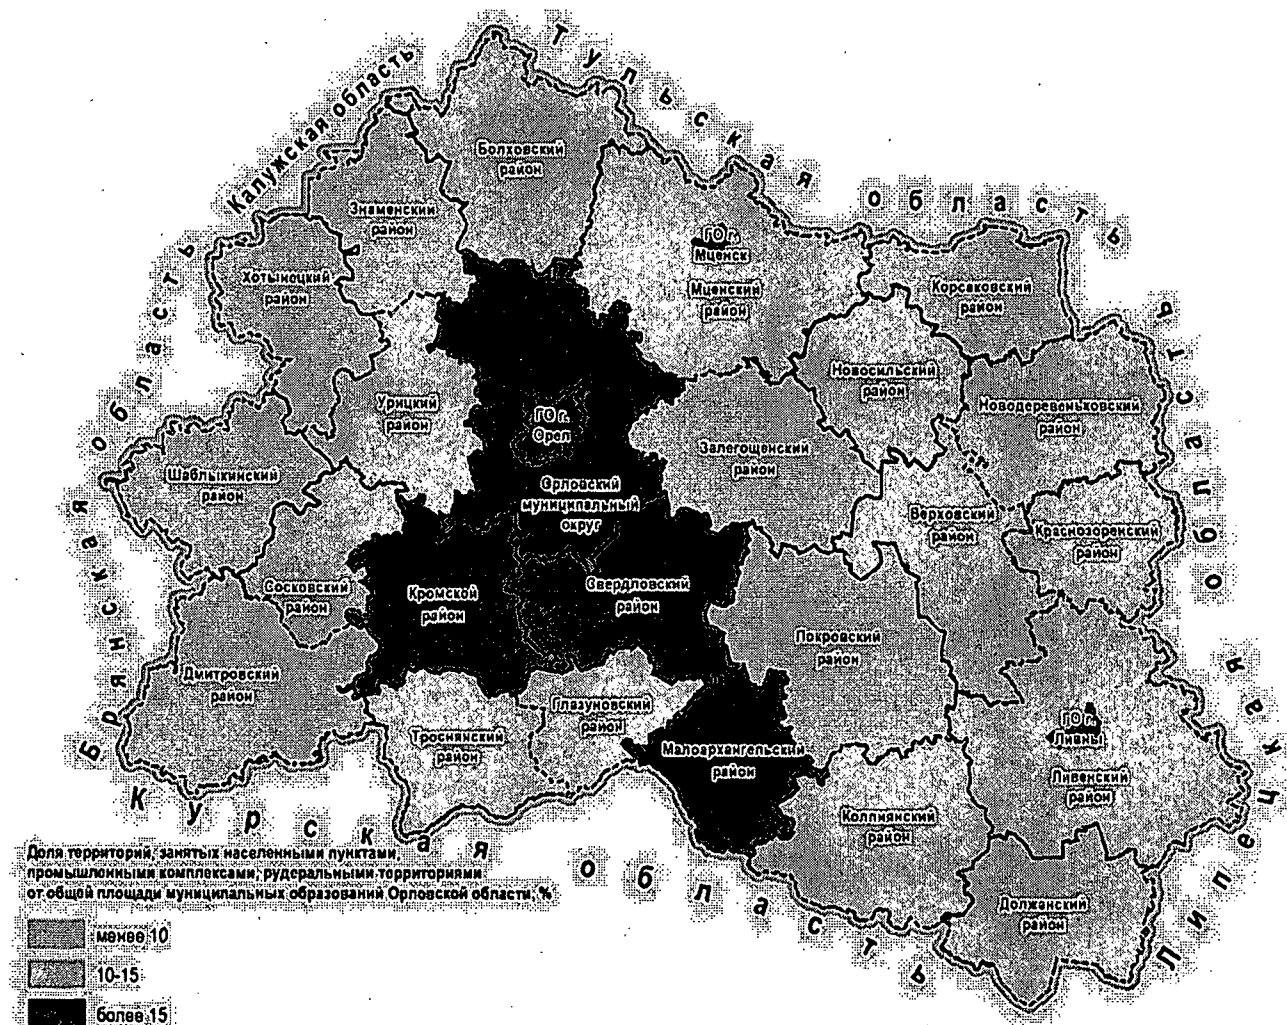 Калужская область
Тульская область
Болховский
район
Знаменский
район
Хотынецкий
район
ГО г.
Мценск
Мценский
район
Корсаковский
район
Новосильский
район
Новодеревеньковский
район
Урицкий
район
ГО г.
Орел
Залегощенский
район
Шаблыкинский
район
Орловский
муниципальный
округ
Верховский
район
Краснозоренский
район
Сосковский
район
Кромской
район
Свердловский
район
Покровский
район
Дмитровский
район
Троснянский
район
Глазуновский
район
Малоархангельский
район
ГО г.
Ливны
Ливенский
район
Колпнянский
район
Должанский
район
Брянская область
Курская область
Липецкая область
Доля территорий, занятых населенными пунктами,
промышленными комплексами, рудеральными территориями
от общей площади муниципальных образований Орловской области, %
менее 10
10-15
более 15